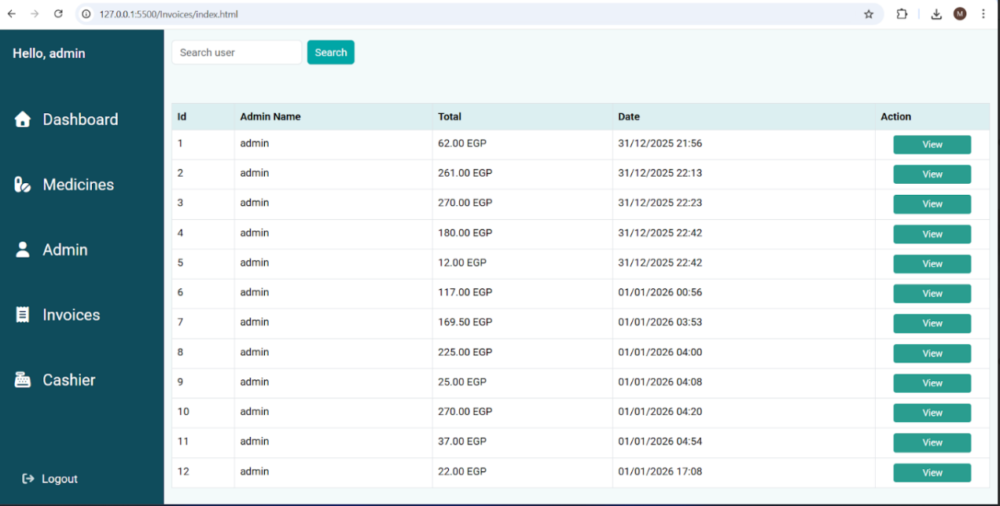 127.0.0.1:5500/Invoices/index.html
M
Hello, admin
Search user Search
Dashboard
Medicines
Admin
Invoices
Cashier
Logout
Id Admin Name Total Date Action
1 admin 62.00 EGP 31/12/2025 21:56 View
2 admin 261.00 EGP 31/12/2025 22:13 View
3 admin 270.00 EGP 31/12/2025 22:23 View
4 admin 180.00 EGP 31/12/2025 22:42 View
5 admin 12.00 EGP 31/12/2025 22:42 View
6 admin 117.00 EGP 01/01/2026 00:56 View
7 admin 169.50 EGP 01/01/2026 03:53 View
8 admin 225.00 EGP 01/01/2026 04:00 View
9 admin 25.00 EGP 01/01/2026 04:08 View
10 admin 270.00 EGP 01/01/2026 04:20 View
11 admin 37.00 EGP 01/01/2026 04:54 View
12 admin 22.00 EGP 01/01/2026 17:08 View